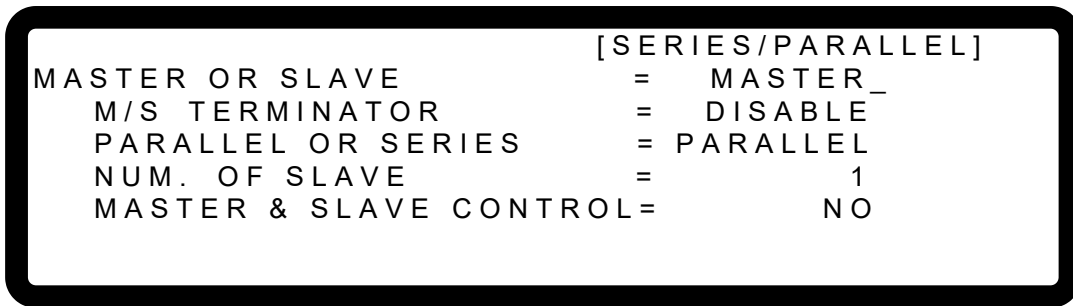 [SERIES/PARALLEL]
MASTER OR SLAVE = MASTER_
M/S TERMINATOR = DISABLE
PARALLEL OR SERIES = PARALLEL
NUM. OF SLAVE = 1
MASTER & SLAVE CONTROL= NO